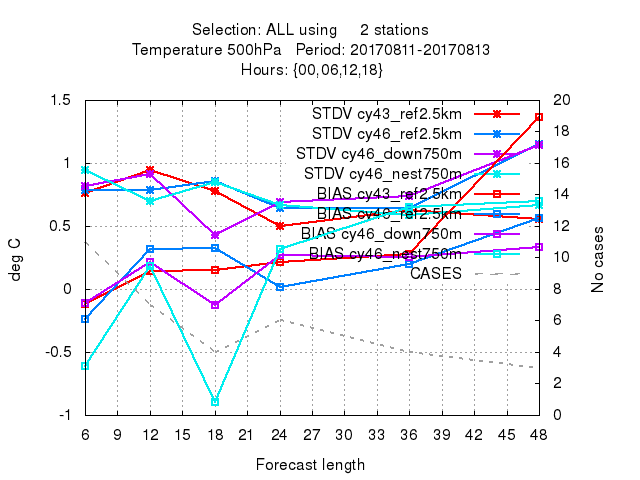 Selection: ALL using 2 stations
Temperature 500hPa Period: 20170811-20170813
Hours: {00,06,12,18}
1.5
1
0.5
0
-0.5
-1
deg C
STDV cy43_ref2.5km
STDV cy46_ref2.5km
STDV cy46_down750m
STDV cy46_nest750m
BIAS cy43_ref2.5km
BIAS cy46_ref2.5km
BIAS cy46_down750m
BIAS cy46_nest750m
CASES
20
18
16
14
12
10
8
6
4
2
0
No cases
6 9 12 15 18 21 24 27 30 33 36 39 42 45 48
Forecast length